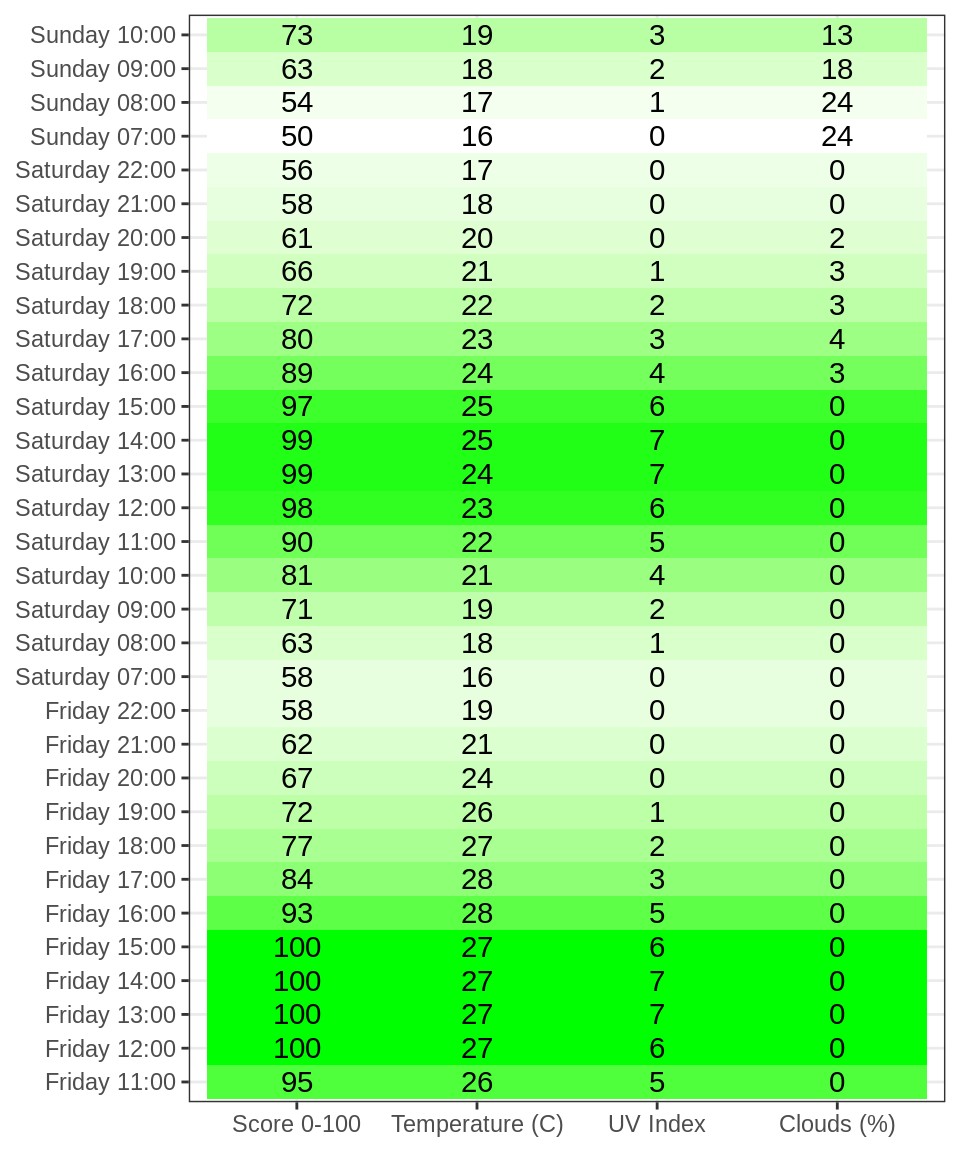 Sunday 10:00 73 19 3 13
Sunday 09:00 63 18 2 18
Sunday 08:00 54 17 1 24
Sunday 07:00 50 16 0 24
Saturday 22:00 56 17 0 0
Saturday 21:00 58 18 0 0
Saturday 20:00 61 20 0 2
Saturday 19:00 66 21 1 3
Saturday 18:00 72 22 2 3
Saturday 17:00 80 23 3 4
Saturday 16:00 89 24 4 3
Saturday 15:00 97 25 6 0
Saturday 14:00 99 25 7 0
Saturday 13:00 99 24 7 0
Saturday 12:00 98 23 6 0
Saturday 11:00 90 22 5 0
Saturday 10:00 81 21 4 0
Saturday 09:00 71 19 2 0
Saturday 08:00 63 18 1 0
Saturday 07:00 58 16 0 0
Friday 22:00 58 19 0 0
Friday 21:00 62 21 0 0
Friday 20:00 67 24 0 0
Friday 19:00 72 26 1 0
Friday 18:00 77 27 2 0
Friday 17:00 84 28 3 0
Friday 16:00 93 28 5 0
Friday 15:00 100 27 6 0
Friday 14:00 100 27 7 0
Friday 13:00 100 27 7 0
Friday 12:00 100 27 6 0
Friday 11:00 95 26 5 0
Score 0-100 Temperature (C) UV Index Clouds (%)